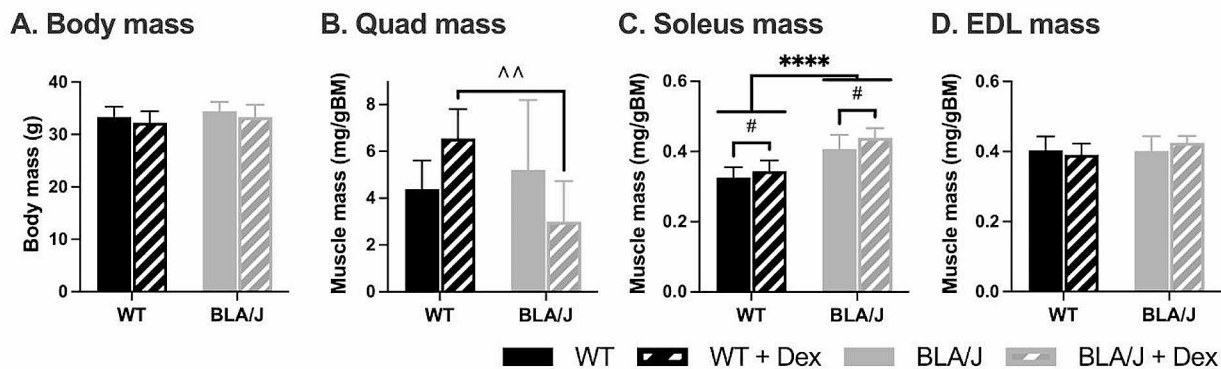 A. Body mass
B. Quad mass
C. Soleus mass
D. EDL mass
Body mass (g)
40
30
20
10
0
WT
BLA/J
Muscle mass (mg/gBM)
8
6
4
2
0
^^
WT
BLA/J
Muscle mass (mg/gBM)
0.6
0.4
0.2
0.0
****
#
#
WT
BLA/J
Muscle mass (mg/gBM)
0.6
0.4
0.2
0.0
WT
BLA/J
WT WT + Dex BLA/J BLA/J + Dex